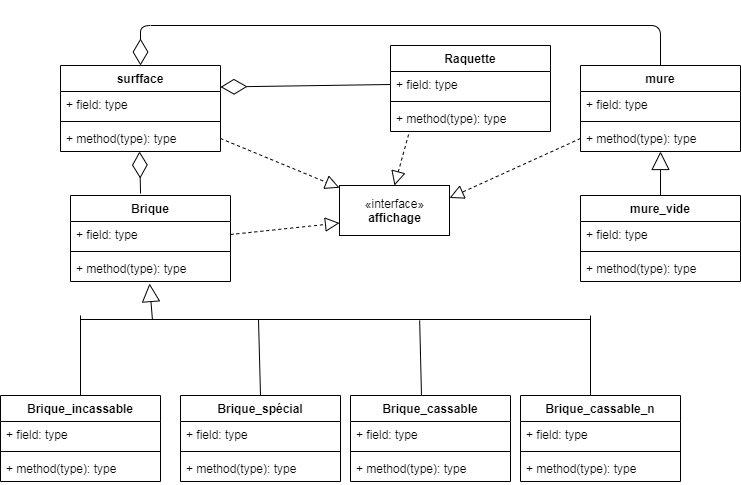 surfface
+ field: type
+ method(type): type
Raquette
+ field: type
+ method(type): type
mure
+ field: type
+ method(type): type
«interface»
affichage
Brique
+ field: type
+ method(type): type
mure_vide
+ field: type
+ method(type): type
Brique_incassable
+ field: type
+ method(type): type
Brique_spécial
+ field: type
+ method(type): type
Brique_cassable
+ field: type
+ method(type): type
Brique_cassable_n
+ field: type
+ method(type): type